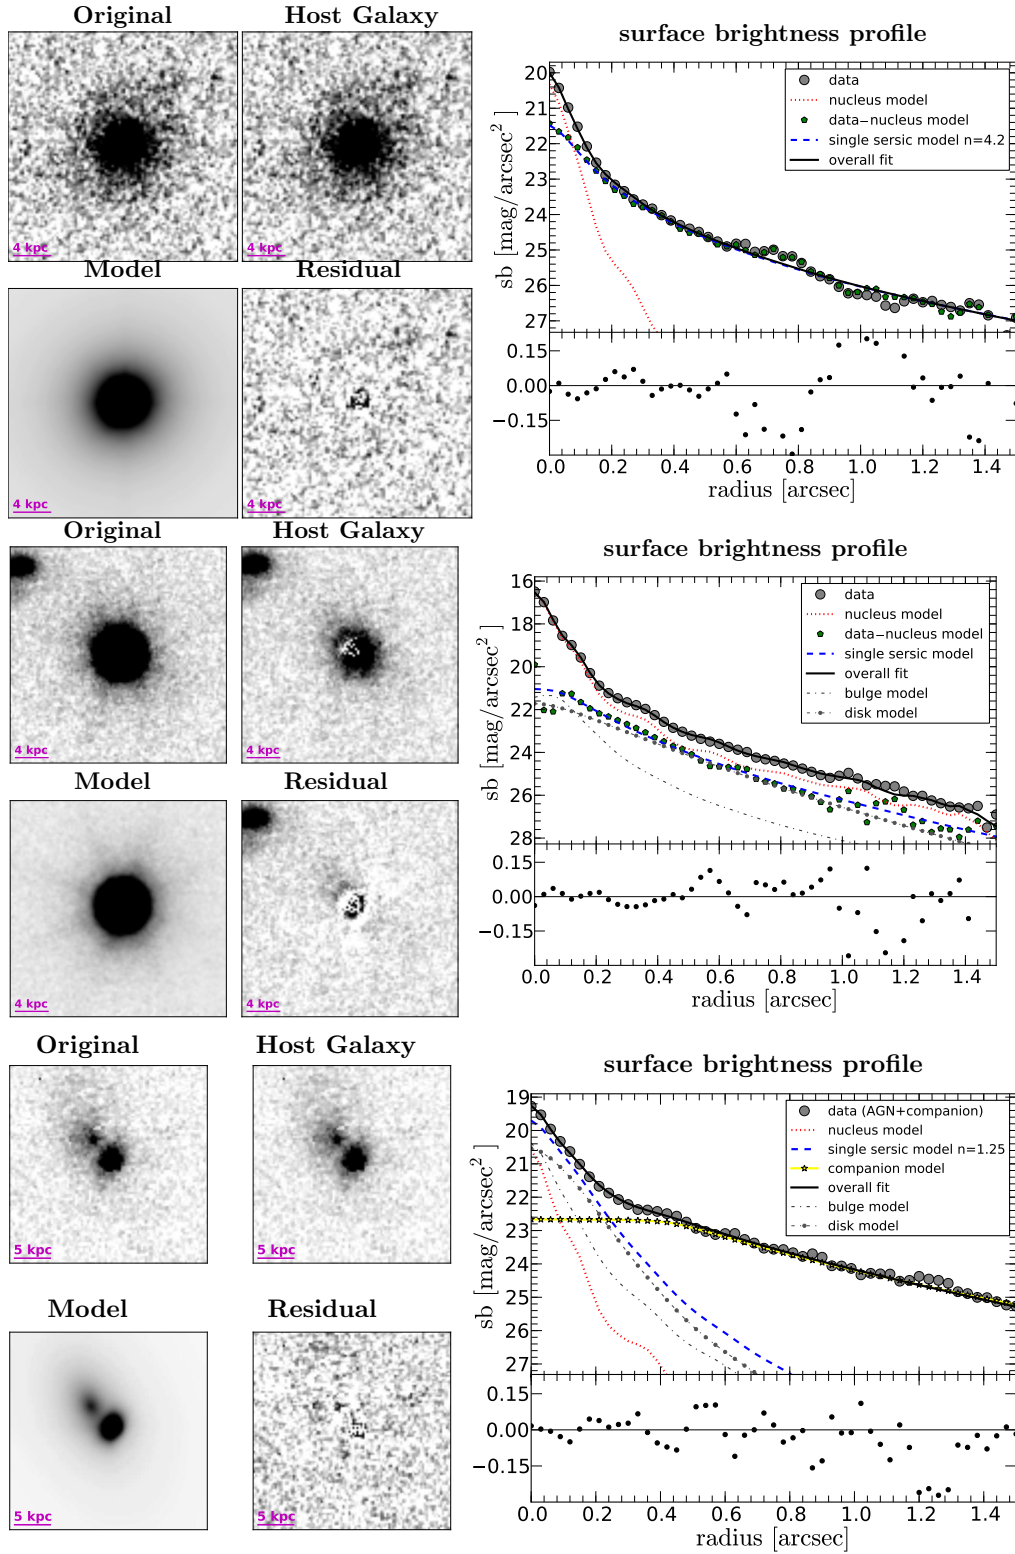 Original
Host Galaxy
4 kpc
4 kpc
Model
Residual
4 kpc
4 kpc
surface brightness profile
sb [mag/arcsec² ]
20
21
22
23
24
25
26
27
data
nucleus model
data−nucleus model
single sersic model n=4.2
overall fit
0.15
0.00
−0.15
0.0 0.2 0.4 0.6 0.8 1.0 1.2 1.4
radius [arcsec]
Original
Host Galaxy
4 kpc
4 kpc
Model
Residual
4 kpc
4 kpc
surface brightness profile
sb [mag/arcsec² ]
16
18
20
22
24
26
28
data
nucleus model
data−nucleus model
single sersic model
overall fit
bulge model
disk model
0.15
0.00
−0.15
0.0 0.2 0.4 0.6 0.8 1.0 1.2 1.4
radius [arcsec]
Original
Host Galaxy
5 kpc
5 kpc
Model
Residual
5 kpc
5 kpc
surface brightness profile
sb [mag/arcsec² ]
19
20
21
22
23
24
25
26
27
data (AGN+companion)
nucleus model
single sersic model n=1.25
companion model
overall fit
bulge model
disk model
0.15
0.00
−0.15
0.0 0.2 0.4 0.6 0.8 1.0 1.2 1.4
radius [arcsec]